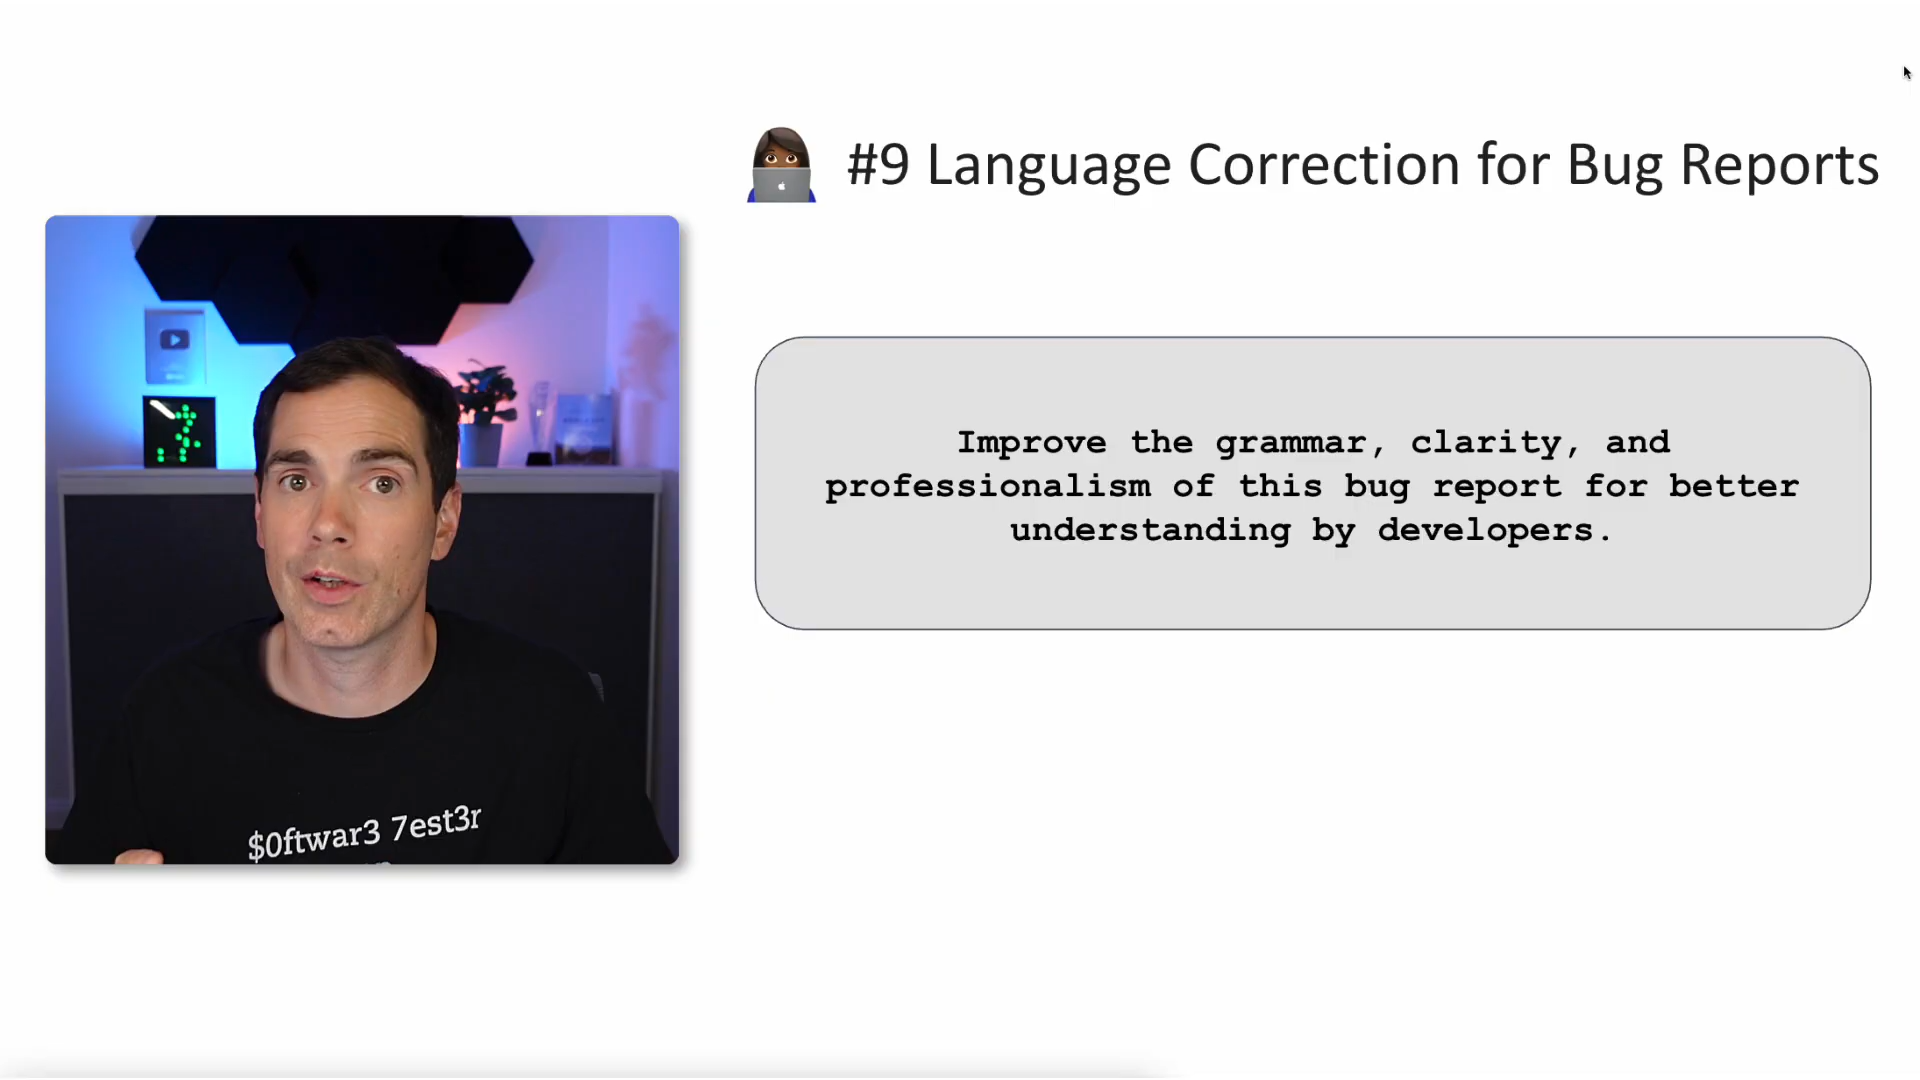 #9 Language Correction for Bug Reports
Improve the grammar, clarity, and
professionalism of this bug report for better
understanding by developers.
$0ftwar3 7est3r